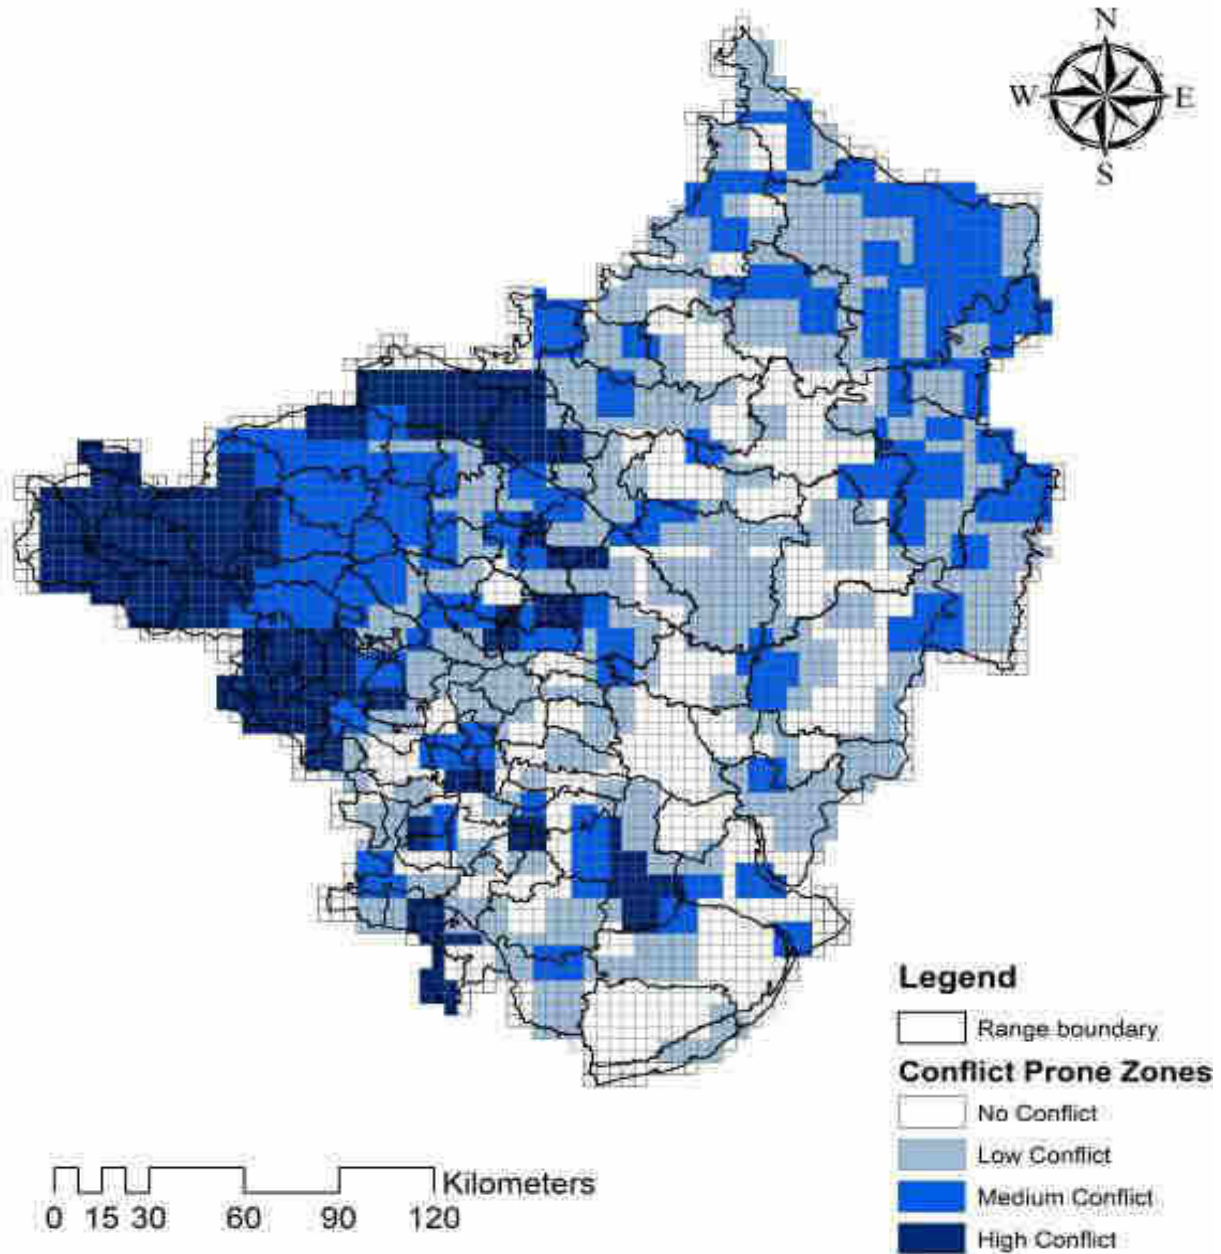 N
W E
S
Legend
Range boundary
Conflict Prone Zones
No Conflict
Low Conflict
Medium Conflict
High Conflict
Kilometers
0 15 30 60 90 120